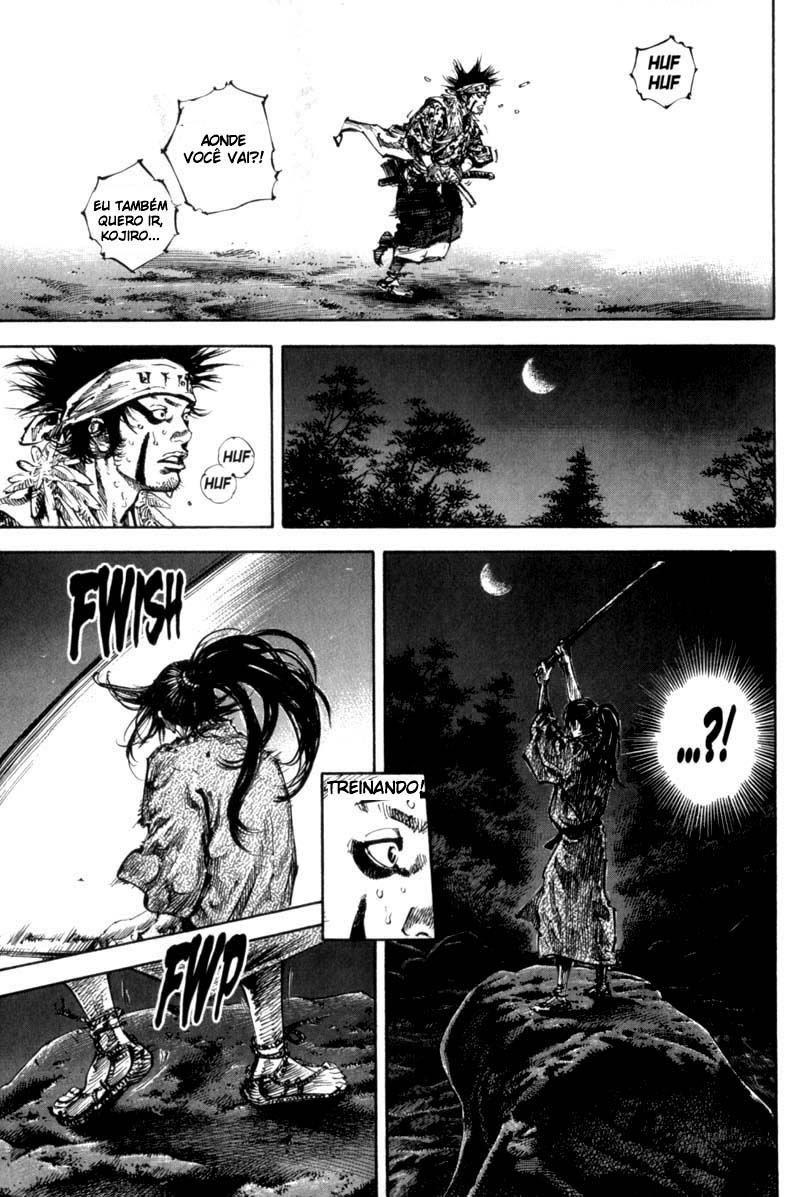 HUF
HUF
AONDE
VOCÊ VAI?!
EU TAMBÉM
QUERO IR,
KOJIRO...
HUF
HUF
...?!
FWISH
TREINANDO!
FWP